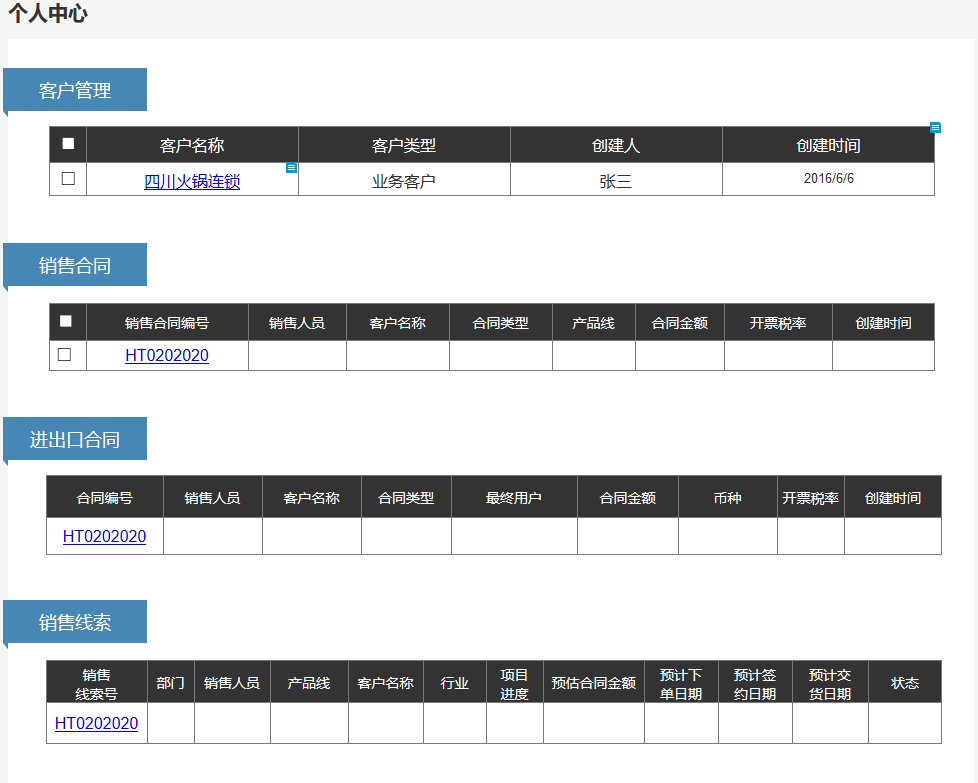 个人中心
客户管理
客户名称 客户类型 创建人 创建时间
四川火锅连锁 业务客户 张三 2016/6/6
销售合同
销售合同编号 销售人员 客户名称 合同类型 产品线 合同金额 开票税率 创建时间
HT0202020
进出口合同
合同编号 销售人员 客户名称 合同类型 最终用户 合同金额 币种 开票税率 创建时间
HT0202020
销售线索
销售 项目 预计下 预计签 预计交
部门 销售人员 产品线 客户名称 行业 预估合同金额 状态
线索号 进度 单日期 约日期 货日期
HT0202020